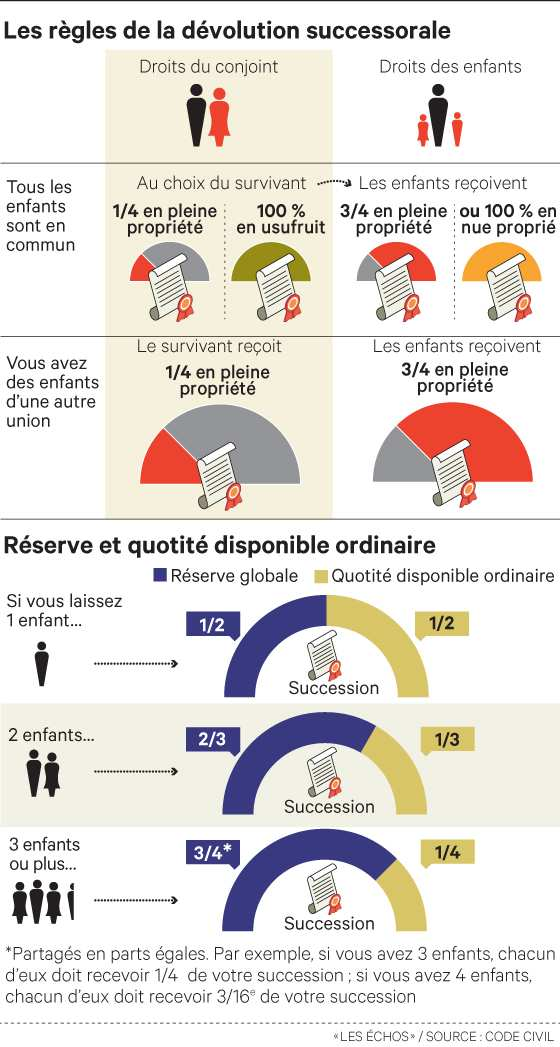 Les règles de la dévolution successorale
Droits du conjoint
Droits des enfants
Tous les
enfants
sont en
commun
Au choix du survivant
Les enfants reçoivent
1/4 en pleine
propriété
100 %
en usufruit
3/4 en pleine
propriété
ou 100 % en
nue proprié
Vous avez
des enfants
d'une autre
union
Le survivant reçoit
1/4 en pleine
propriété
Les enfants reçoivent
3/4 en pleine
propriété
Réserve et quotité disponible ordinaire
Réserve globale
Quotité disponible ordinaire
Si vous laissez
1 enfant...
1/2
1/2
Succession
2 enfants...
2/3
1/3
Succession
3 enfants
ou plus...
3/4*
1/4
Succession
*Partagés en parts égales. Par exemple, si vous avez 3 enfants, chacun
d'eux doit recevoir 1/4 de votre succession ; si vous avez 4 enfants,
chacun d'eux doit recevoir 3/16e de votre succession
« LES ÉCHOS » / SOURCE : CODE CIVIL